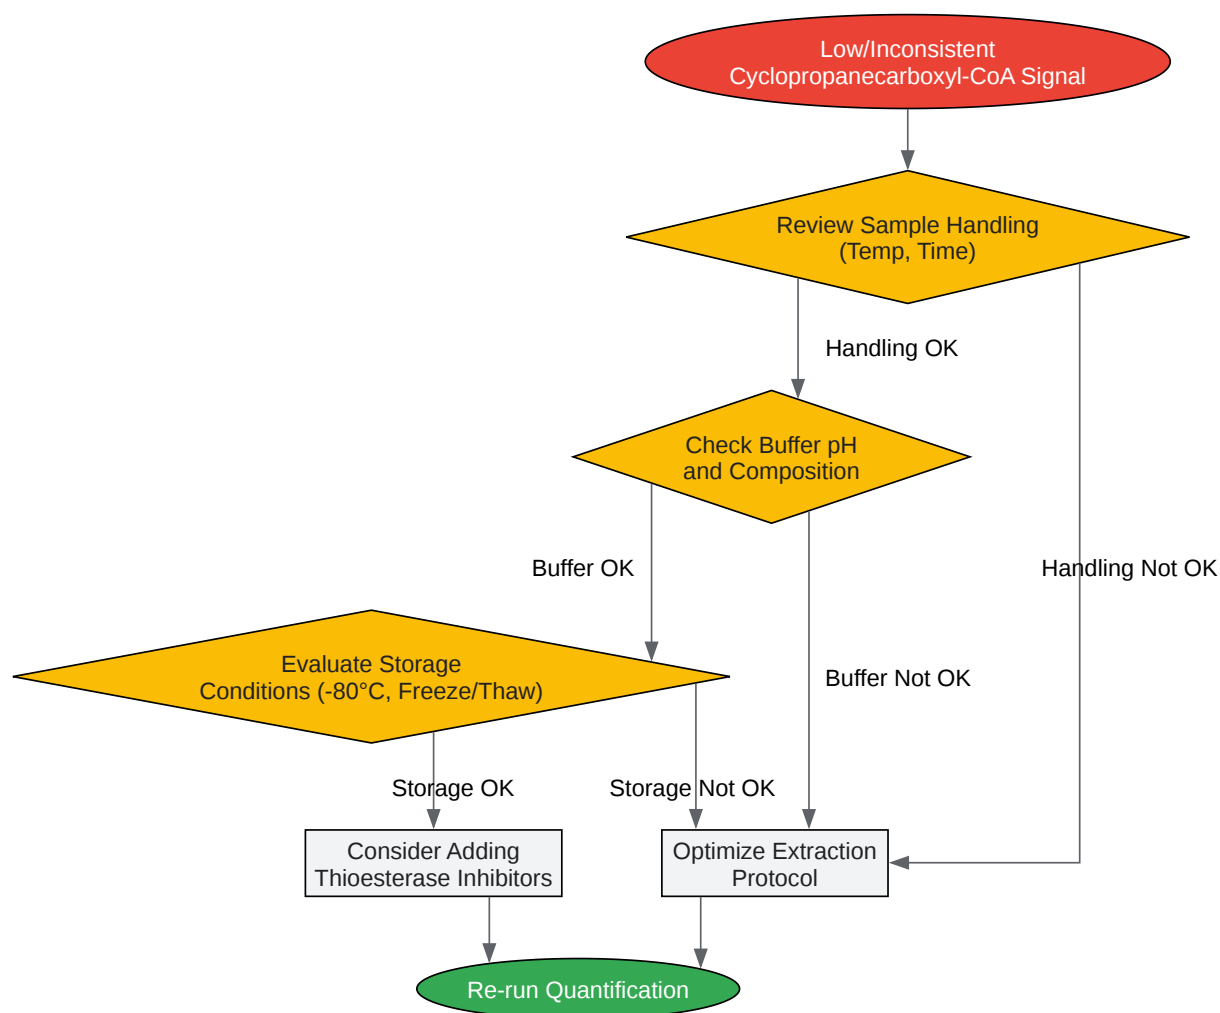 Low/Inconsistent
Cyclopropanecarboxyl-CoA Signal
Review Sample Handling
(Temp, Time)
Handling OK
Check Buffer pH
and Composition
Buffer OK
Handling Not OK
Evaluate Storage
Conditions (-80°C, Freeze/Thaw)
Buffer Not OK
Storage OK
Storage Not OK
Consider Adding
Thioesterase Inhibitors
Optimize Extraction
Protocol
Re-run Quantification